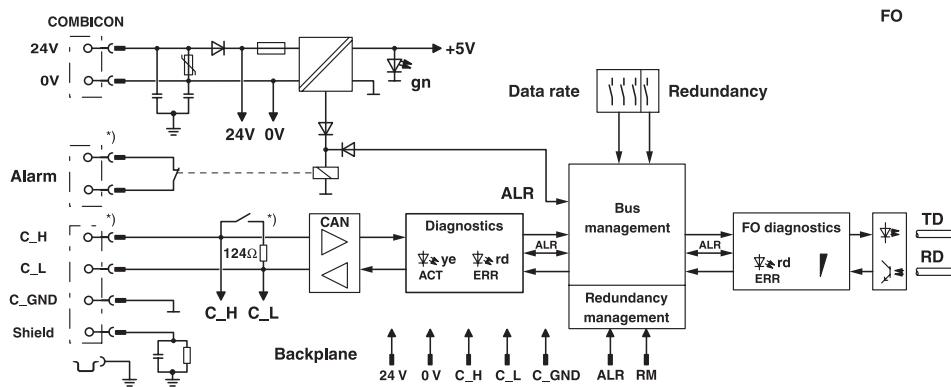 COMBICON
FO
24V
0V
+5V
gn
24V
0V
Data rate
Redundancy
*)
Alarm
ALR
*)
C_H
C_L
C_GND
Shield
*)
124Ω
C_H
C_L
CAN
Diagnostics
ye
ACT
rd
ERR
ALR
Bus management
Redundancy management
ALR
FO diagnostics
rd
ERR
TD
RD
Backplane
24 V
0 V
C_H
C_L
C_GND
ALR
RM